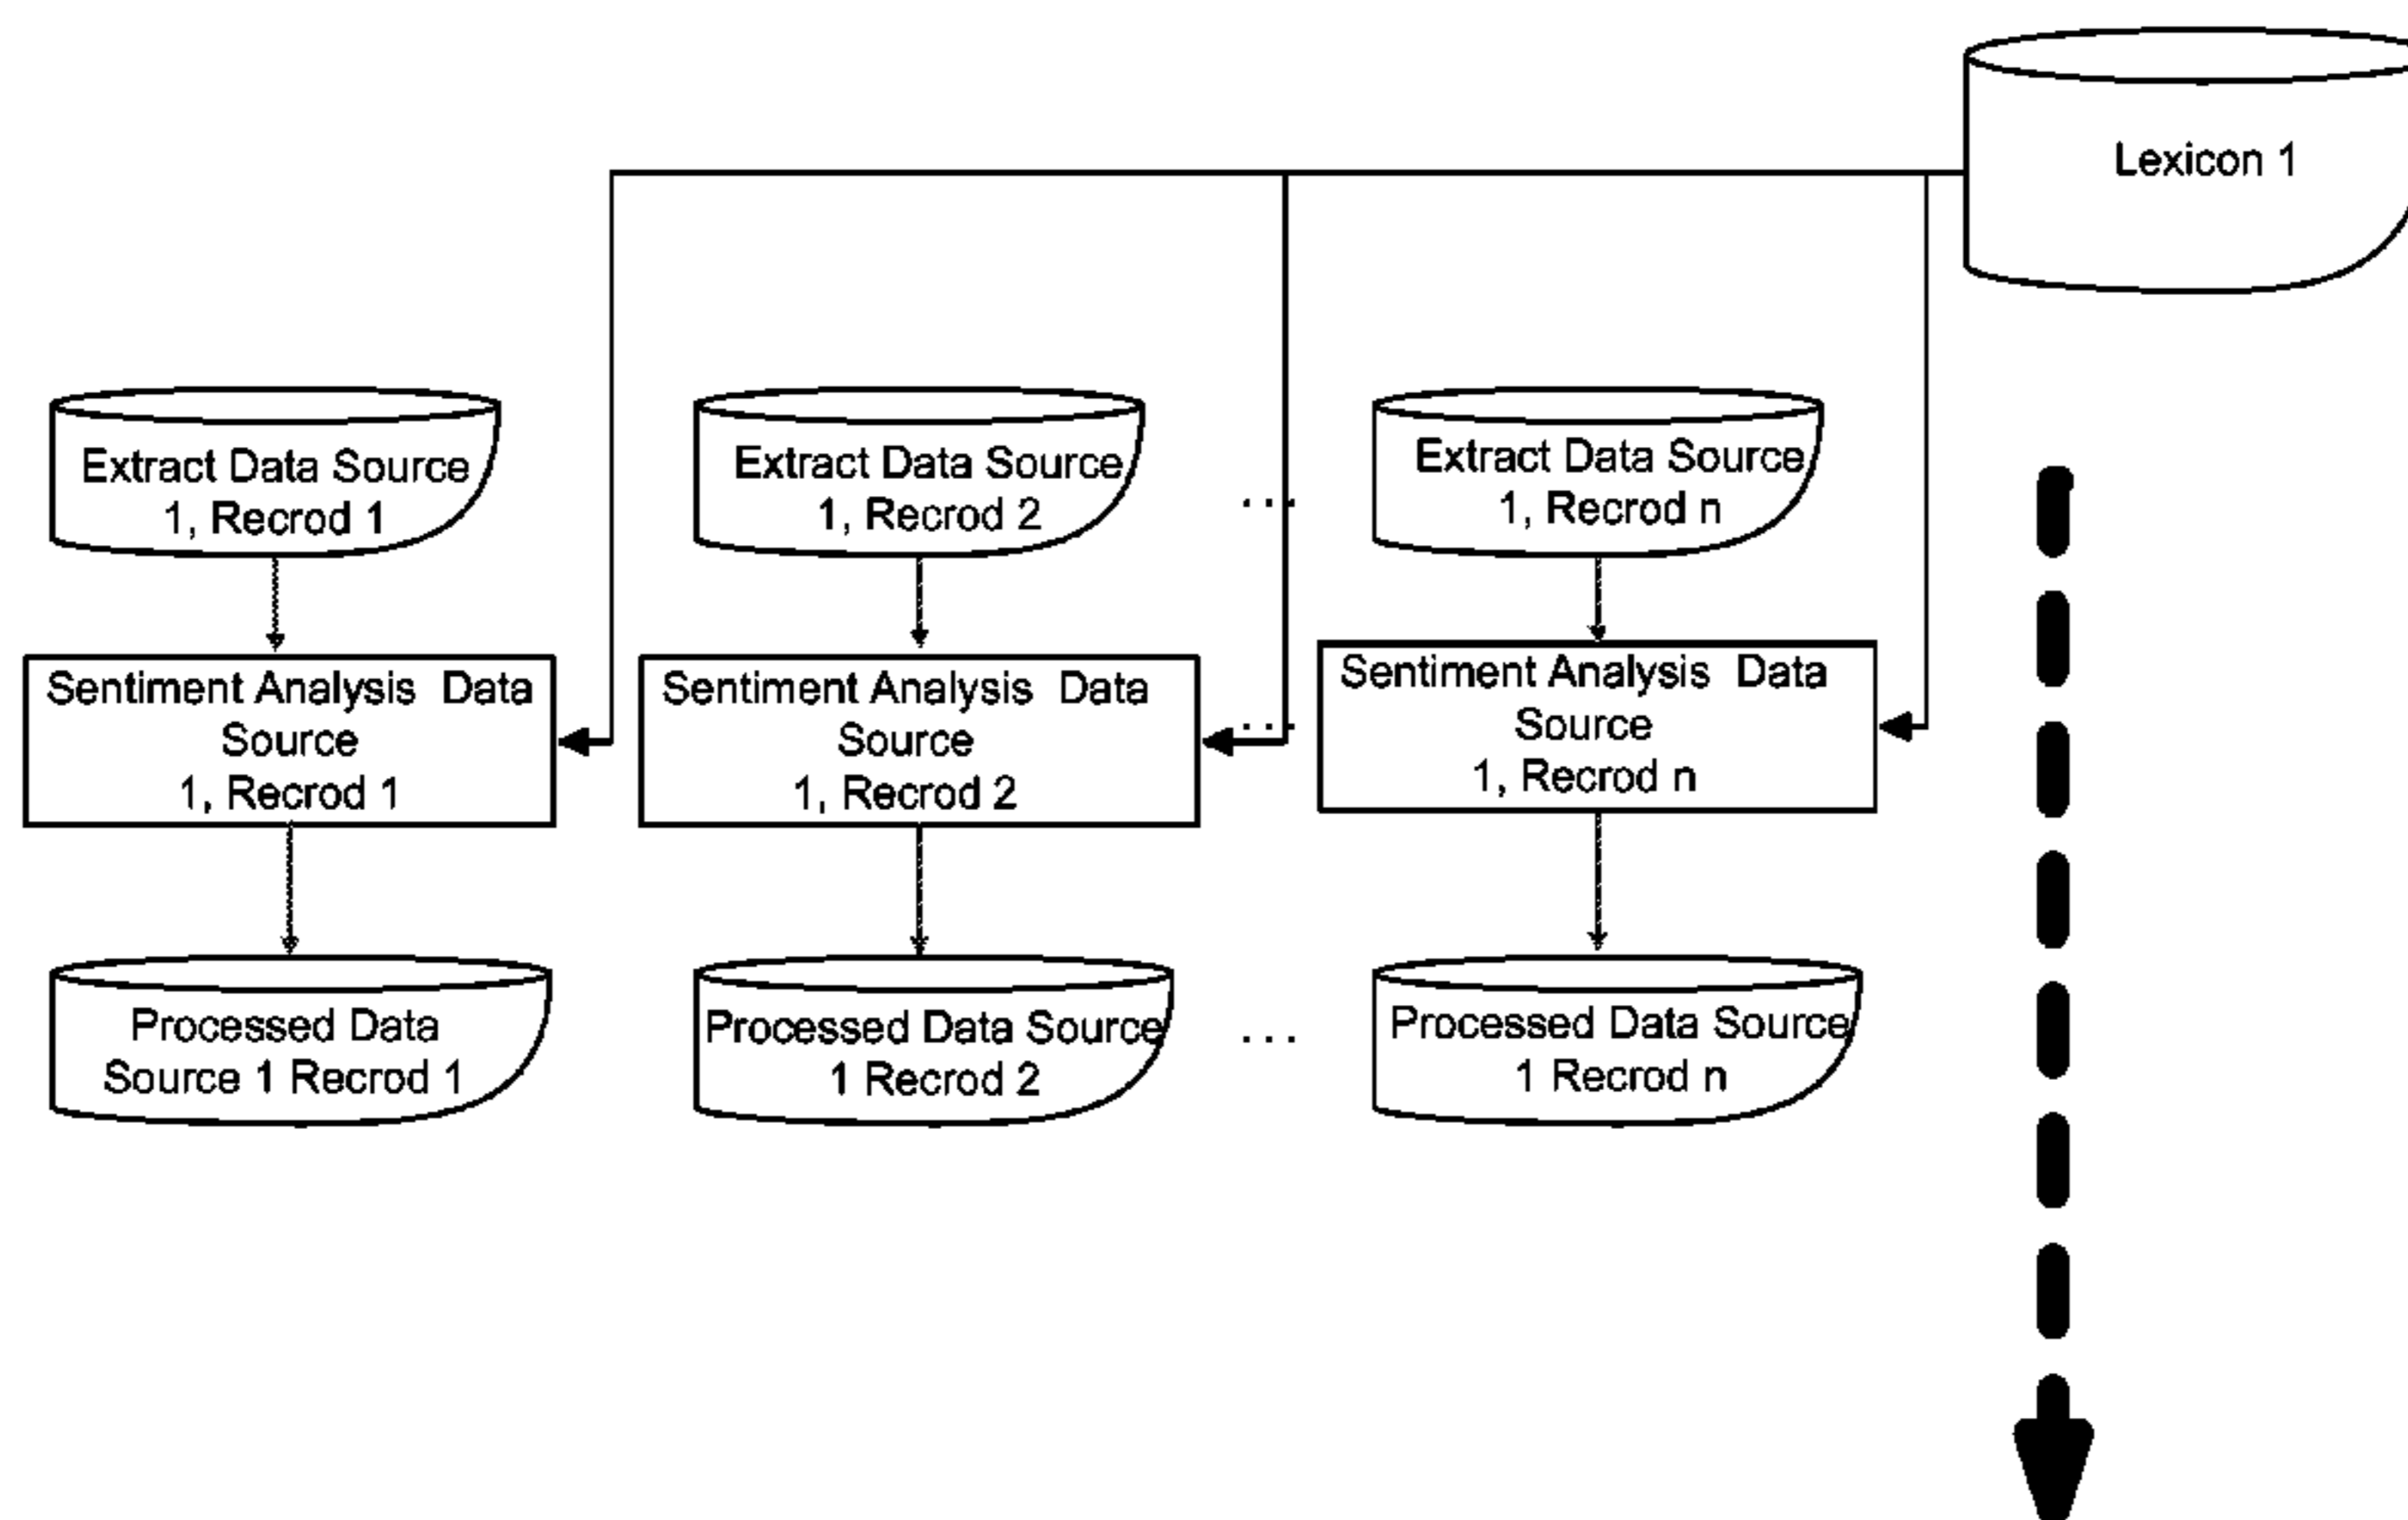 Lexicon 1
Extract Data Source
1, Recrod 1
Extract Data Source
1, Recrod 2
...
Extract Data Source
1, Recrod n
Sentiment Analysis Data
Source
1, Recrod 1
Sentiment Analysis Data
Source
1, Recrod 2
...
Sentiment Analysis Data
Source
1, Recrod n
Processed Data
Source 1 Recrod 1
Processed Data Source
1 Recrod 2
...
Processed Data Source
1 Recrod n